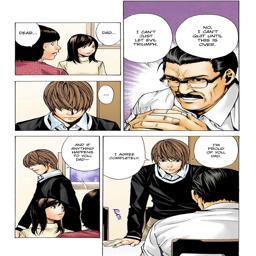 DEAR...
DAD...
I CAN'T
JUST
LET EVIL
TRIUMPH.
NO,
I CAN'T
QUIT UNTIL
THIS IS
OVER.
...
AND IF
ANYTHING
HAPPENS
TO YOU,
DAD—
I AGREE
COMPLETELY.
I'M
PROUD
OF YOU,
DAD.